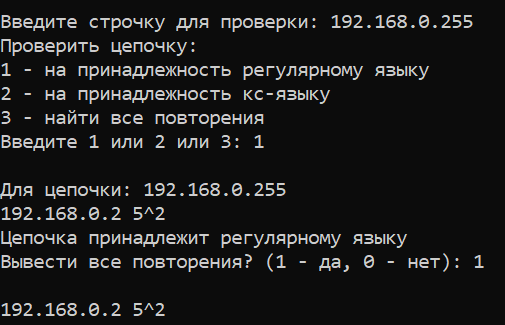 Введите строчку для проверки: 192.168.0.255
Проверить цепочку:
1 - на принадлежность регулярному языку
2 - на принадлежность кс-языку
3 - найти все повторения
Введите 1 или 2 или 3: 1
Для цепочки: 192.168.0.255
192.168.0.2 5^2
Цепочка принадлежит регулярному языку
Вывести все повторения? (1 - да, 0 - нет): 1
192.168.0.2 5^2